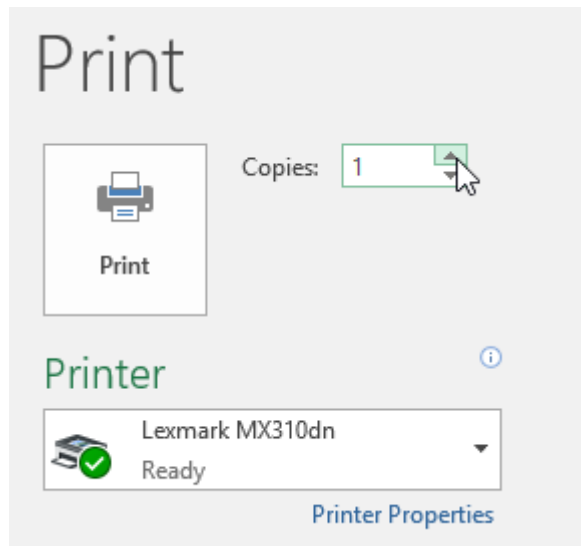 Print
Copies: 1
Print
Printer
Lexmark MX310dn
Ready
Printer Properties